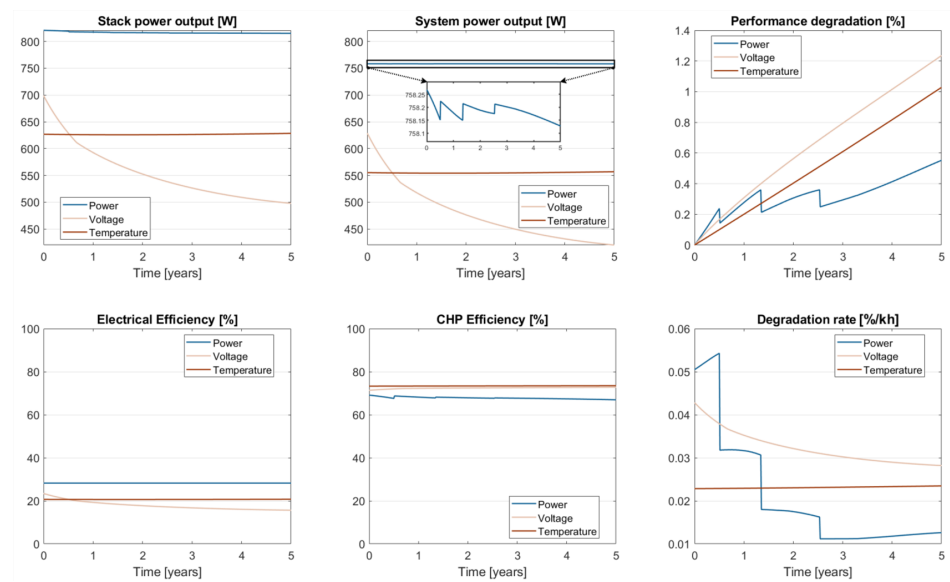 Stack power output [W]
800
750
700
650
600
550
500
450
Power
Voltage
Temperature
0 1 2 3 4 5
Time [years]
System power output [W]
800
750
700
650
600
550
500
450
758.25
758.2
758.15
758.1
0 1 2 3 4 5
Power
Voltage
Temperature
0 1 2 3 4 5
Time [years]
Performance degradation [%]
1.4
1.2
1
0.8
0.6
0.4
0.2
0
Power
Voltage
Temperature
0 1 2 3 4 5
Time [years]
Electrical Efficiency [%]
100
80
60
40
20
0
Power
Voltage
Temperature
0 1 2 3 4 5
Time [years]
CHP Efficiency [%]
100
80
60
40
20
0
Power
Voltage
Temperature
0 1 2 3 4 5
Time [years]
Degradation rate [%/kh]
0.06
0.05
0.04
0.03
0.02
0.01
Power
Voltage
Temperature
0 1 2 3 4 5
Time [years]